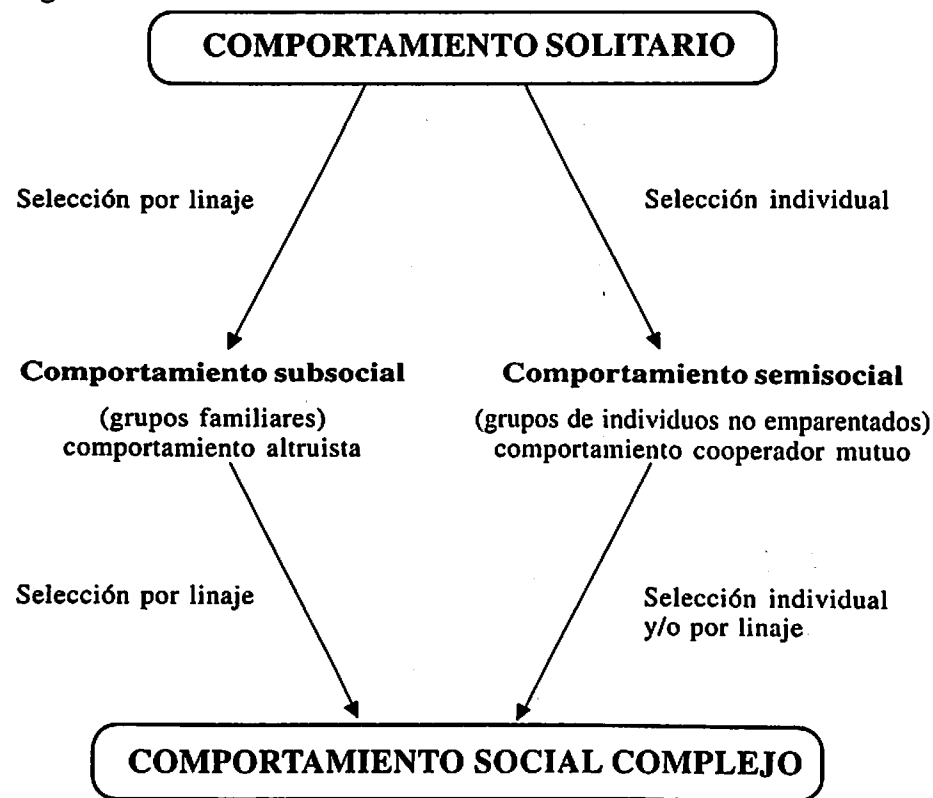 COMPORTAMIENTO SOLITARIO
Selección por linaje
Selección individual
Comportamiento subsocial
(grupos familiares)
comportamiento altruista
Comportamiento semisocial
(grupos de individuos no emparentados)
comportamiento cooperador mutuo
Selección por linaje
Selección individual
y/o por linaje
COMPORTAMIENTO SOCIAL COMPLEJO